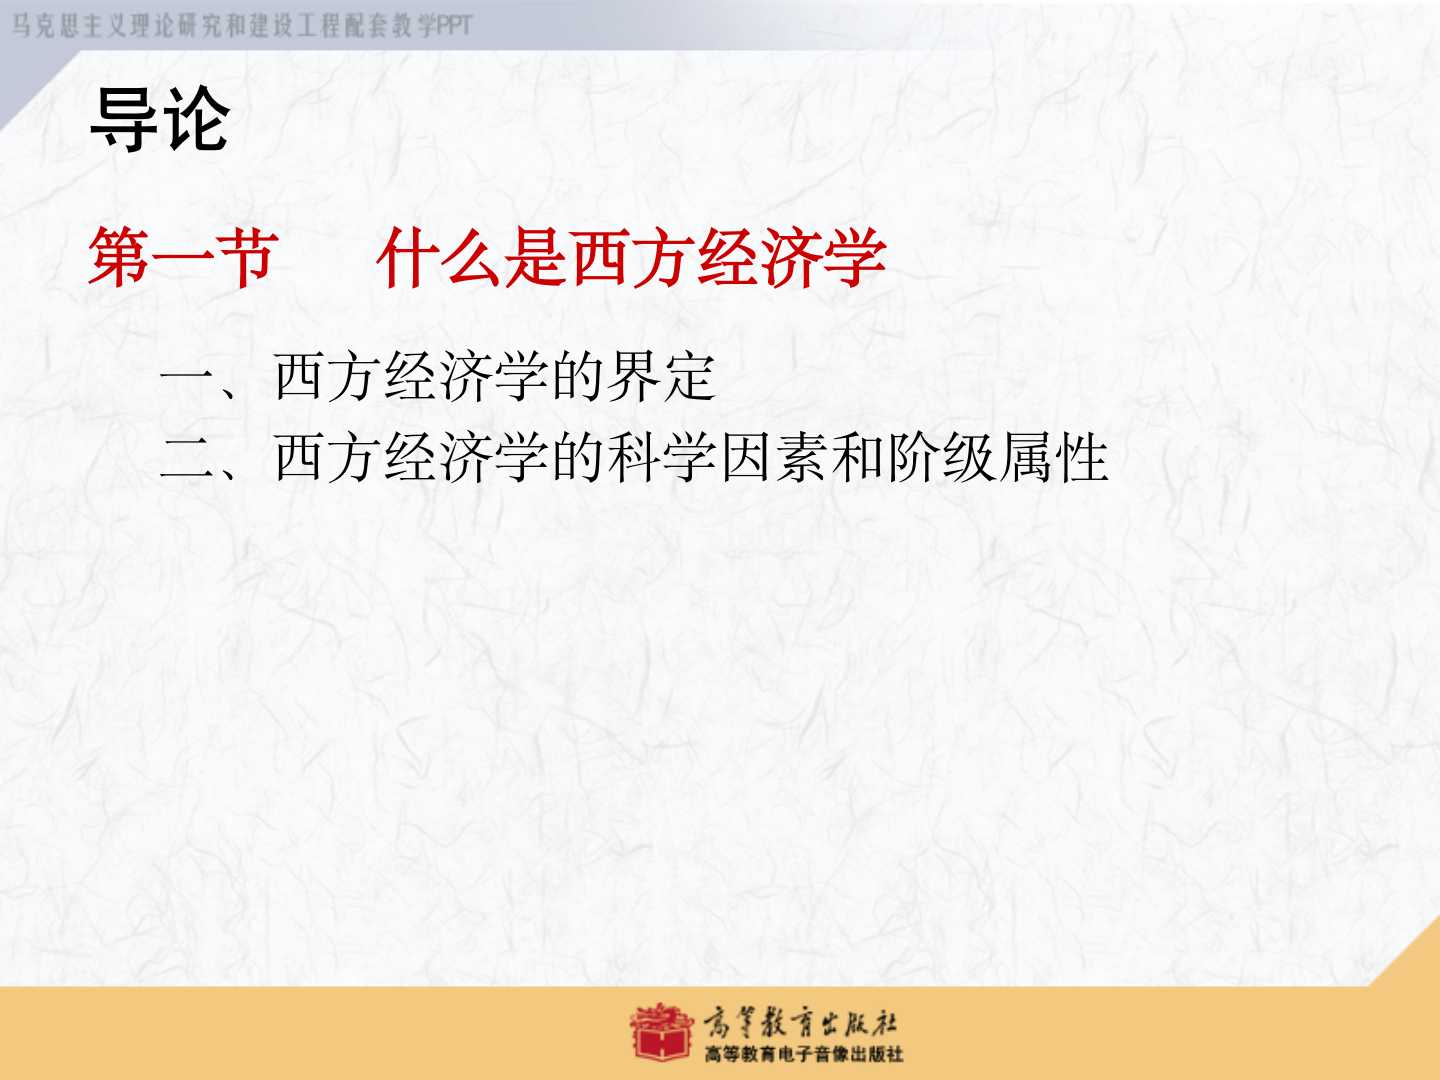 马克思主义理论研究和建设工程配套教学PPT
导论
第一节 什么是西方经济学
一、西方经济学的界定
二、西方经济学的科学因素和阶级属性
高等教育出版社
高等教育电子音像出版社